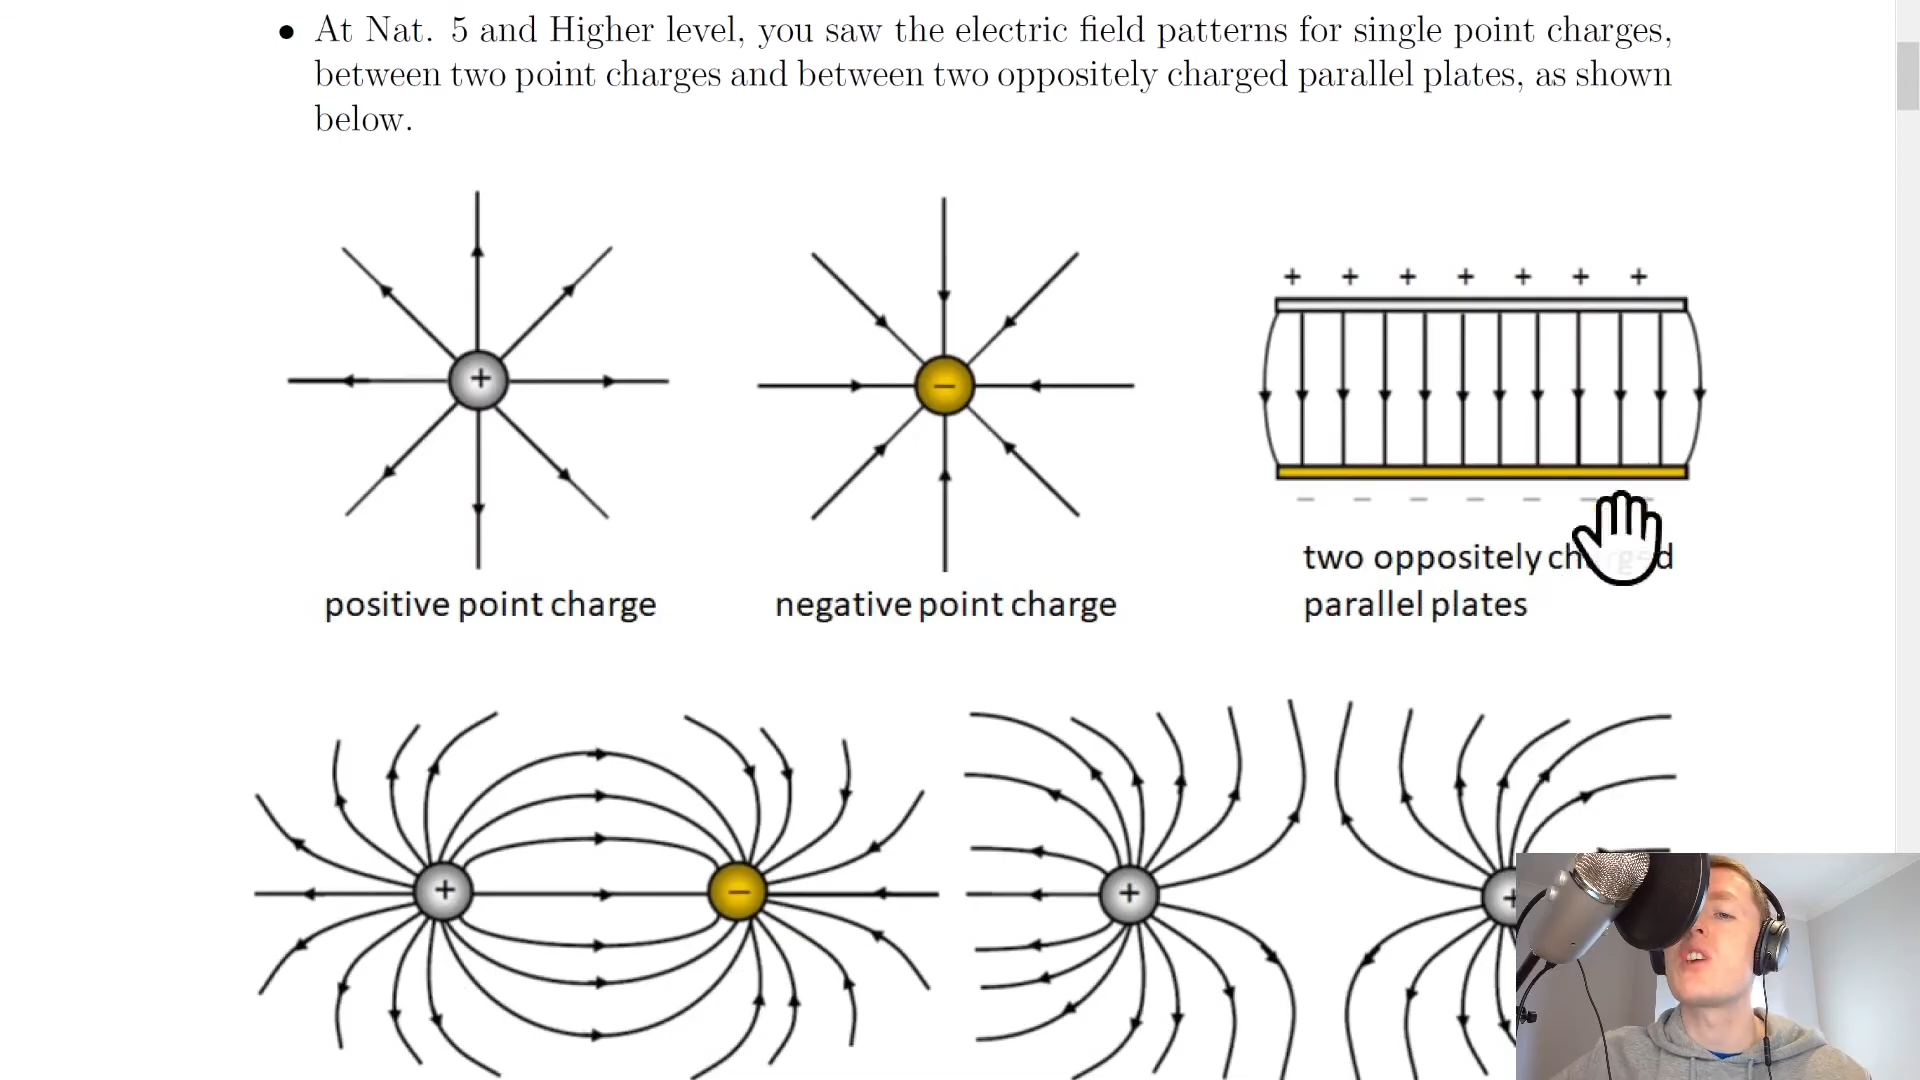 • At Nat. 5 and Higher level, you saw the electric field patterns for single point charges,
between two point charges and between two oppositely charged parallel plates, as shown
below.
+ + + + + + +
+
−
− − − − − − −
two oppositely charged
positive point charge
negative point charge
parallel plates
+
−
+
+